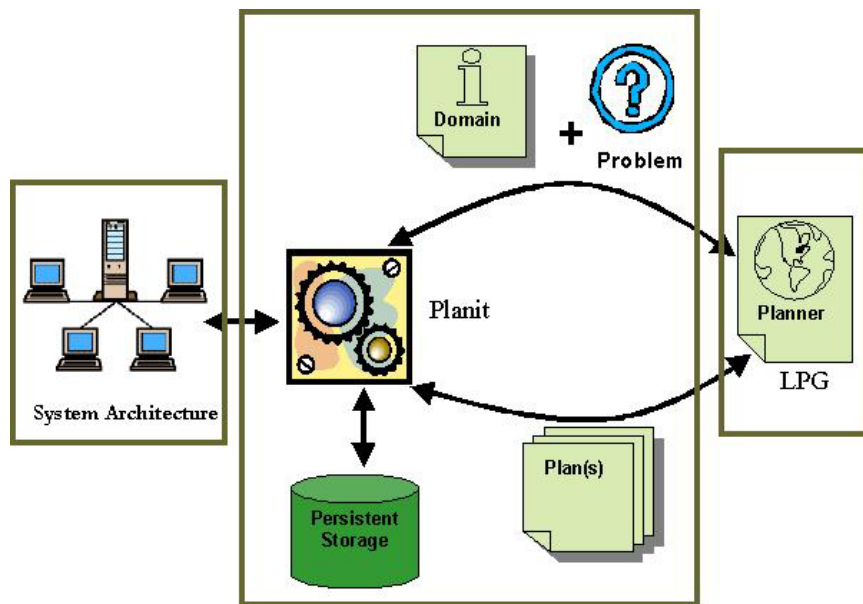 Domain
+
Problem
Planner
LPG
Planit
System Architecture
Plan(s)
Persistent
Storage